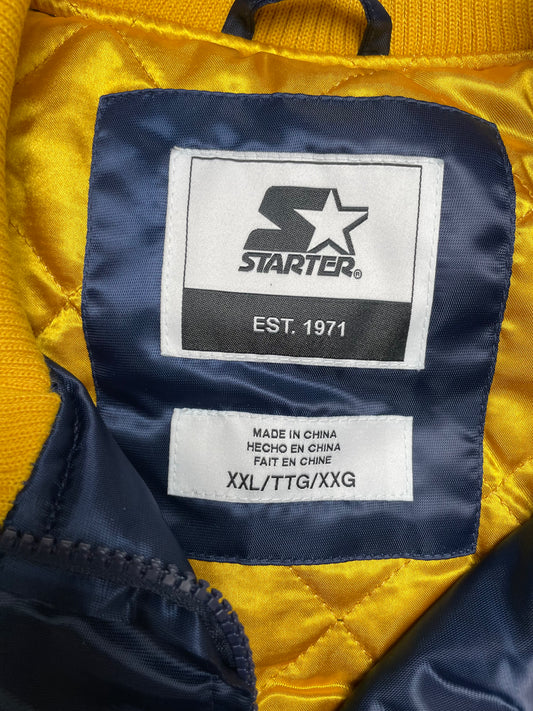 STARTER®
EST. 1971
MADE IN CHINA
HECHO EN CHINA
FAIT EN CHINE
XXL/TTG/XXG